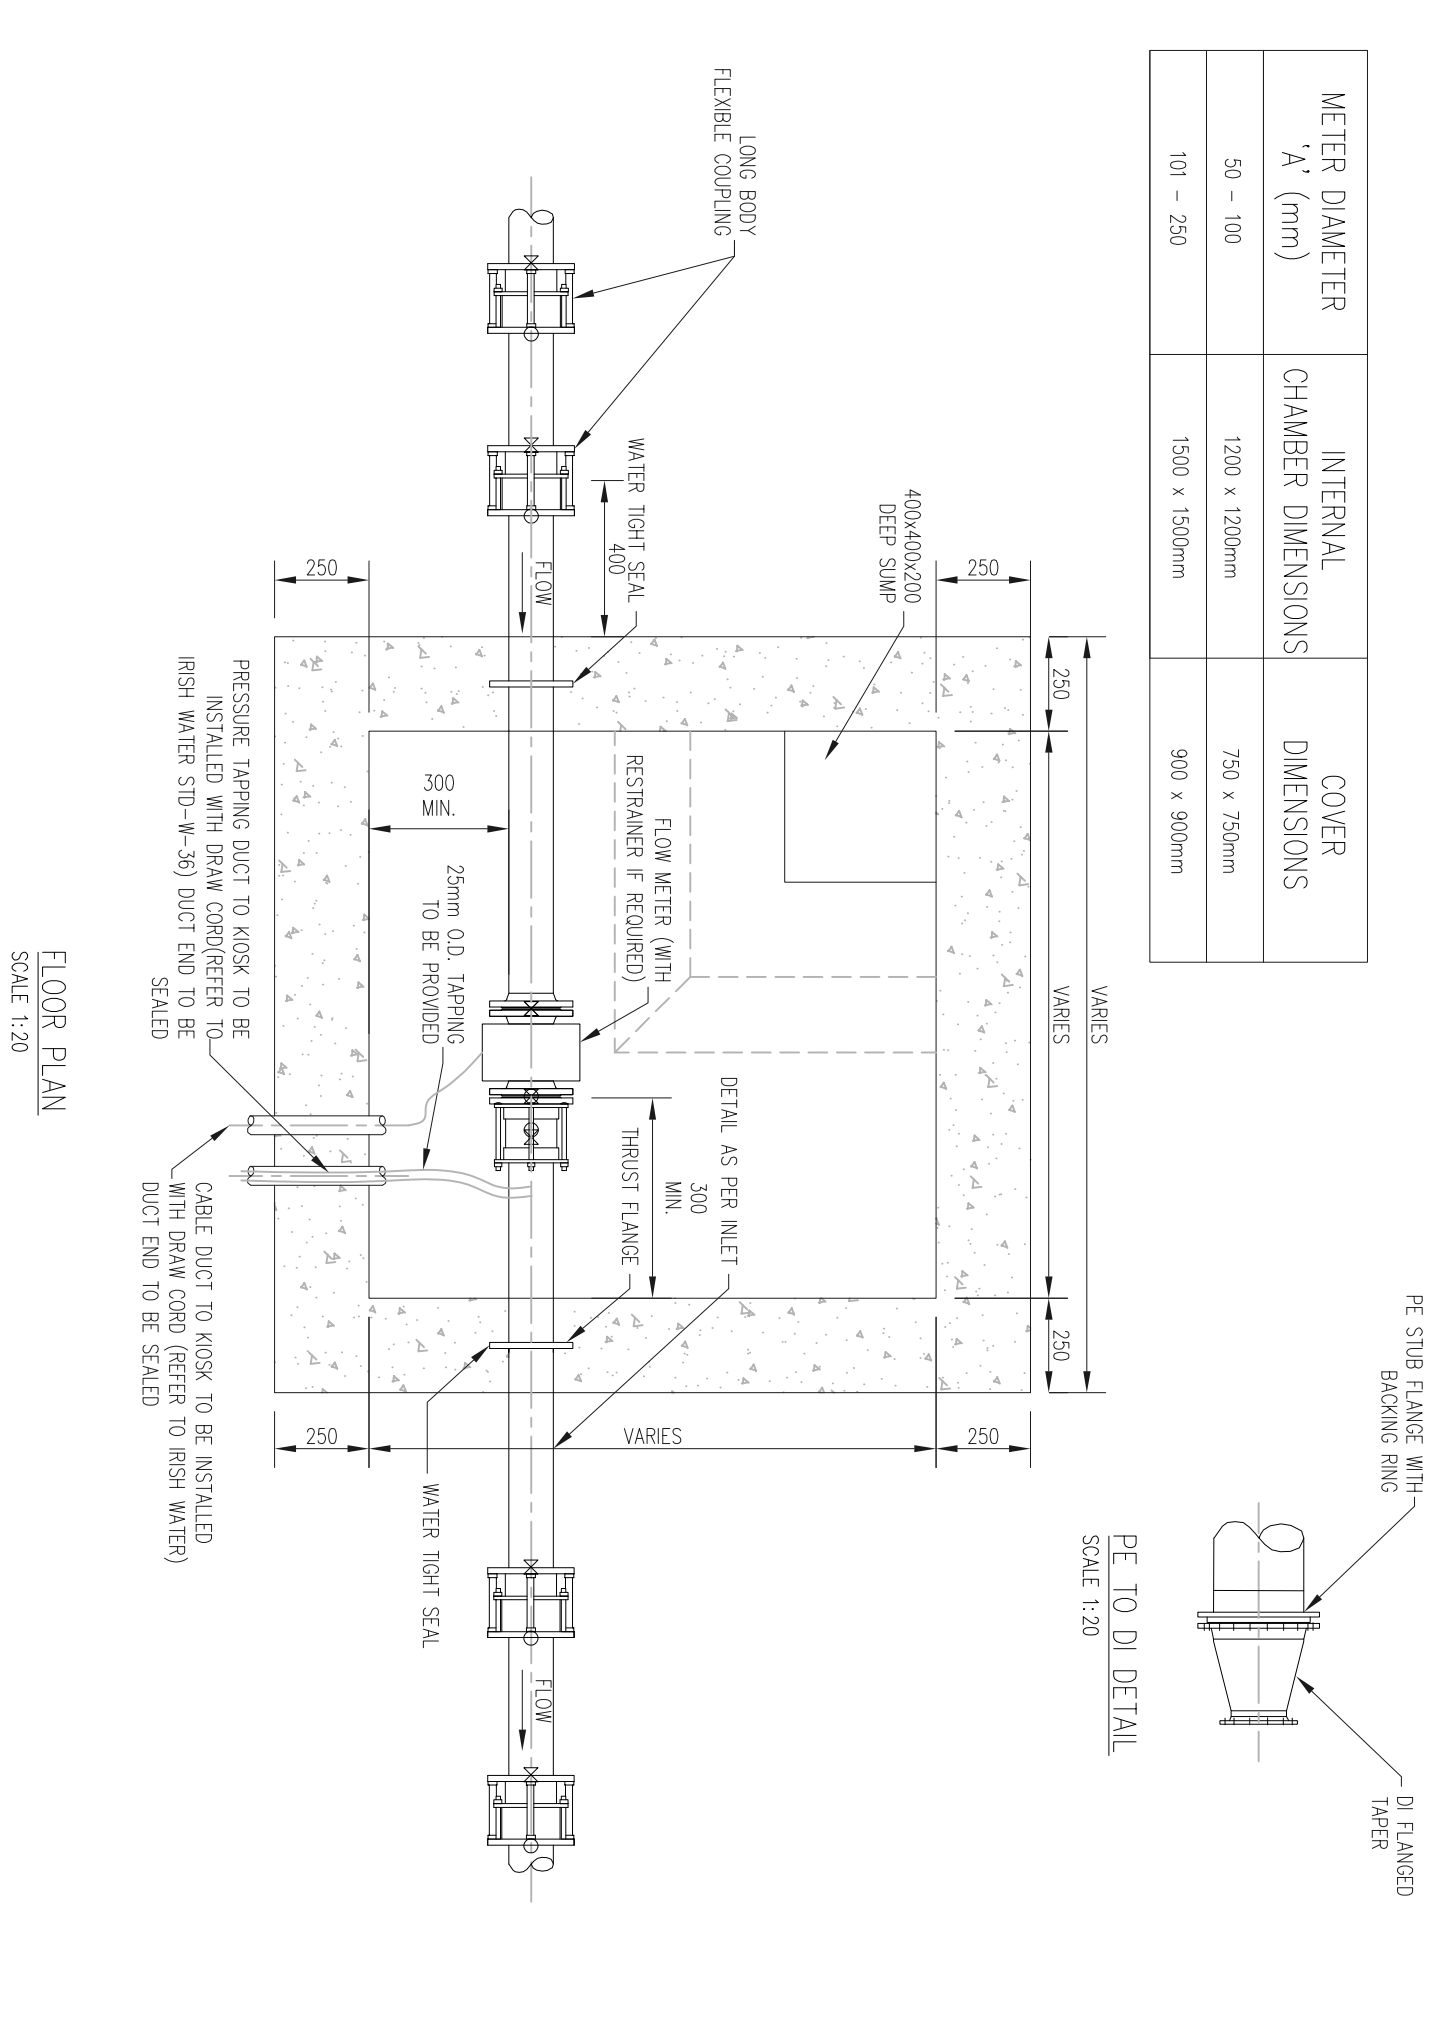 METER DIAMETER
'A' (mm)
INTERNAL
CHAMBER DIMENSIONS
COVER
DIMENSIONS
50 - 100
1200 x 1200mm
750 x 750mm
101 - 250
1500 x 1500mm
900 x 900mm
PE STUB FLANGE WITH
BACKING RING
DI FLANGED
TAPER
PE TO DI DETAIL
SCALE 1:20
VARIES
250
VARIES
250
250
250
400x400x200
DEEP SUMP
LONG BODY
FLEXIBLE COUPLING
WATER TIGHT SEAL
400
FLOW
DETAIL AS PER INLET
300
MIN.
THRUST FLANGE
FLOW METER (WITH
RESTRAINER IF REQUIRED)
VARIES
FLOW
25mm O.D. TAPPING
TO BE PROVIDED
300
MIN.
WATER TIGHT SEAL
250
250
PRESSURE TAPPING DUCT TO KIOSK TO BE
INSTALLED WITH DRAW CORD(REFER TO
IRISH WATER STD-W-36) DUCT END TO BE
SEALED
CABLE DUCT TO KIOSK TO BE INSTALLED
WITH DRAW CORD (REFER TO IRISH WATER)
DUCT END TO BE SEALED
FLOOR PLAN
SCALE 1:20